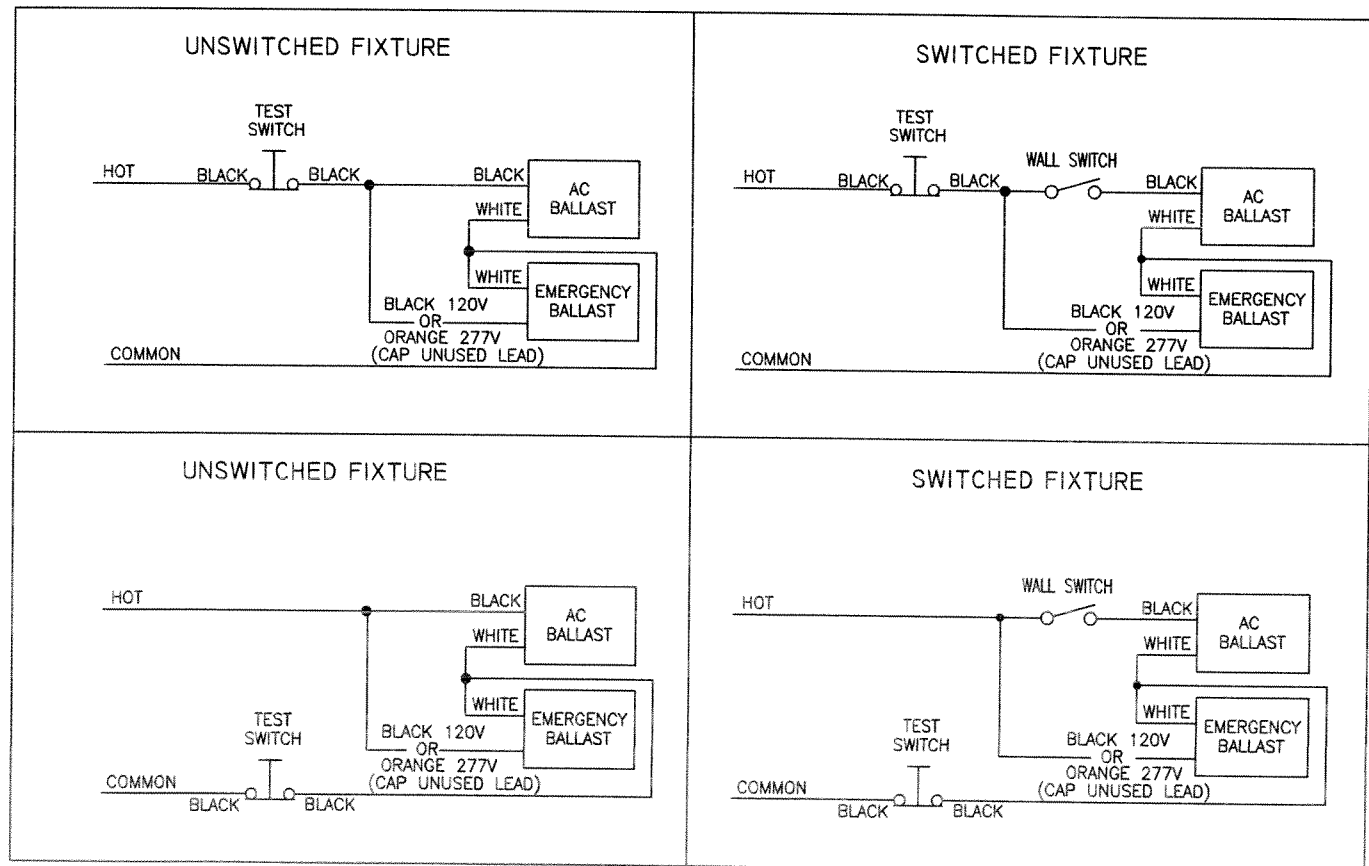 UNSWITCHED FIXTURE
TEST
SWITCH
HOT
BLACK
BLACK
BLACK
AC
BALLAST
WHITE
WHITE
EMERGENCY
BALLAST
BLACK 120V
OR
ORANGE 277V
(CAP UNUSED LEAD)
COMMON
SWITCHED FIXTURE
TEST
SWITCH
WALL SWITCH
HOT
BLACK
BLACK
BLACK
AC
BALLAST
WHITE
WHITE
EMERGENCY
BALLAST
BLACK 120V
OR
ORANGE 277V
(CAP UNUSED LEAD)
COMMON
UNSWITCHED FIXTURE
HOT
BLACK
AC
BALLAST
WHITE
WHITE
EMERGENCY
BALLAST
TEST
SWITCH
BLACK 120V
OR
ORANGE 277V
(CAP UNUSED LEAD)
COMMON
BLACK
BLACK
SWITCHED FIXTURE
WALL SWITCH
HOT
BLACK
AC
BALLAST
WHITE
WHITE
EMERGENCY
BALLAST
TEST
SWITCH
BLACK 120V
OR
ORANGE 277V
(CAP UNUSED LEAD)
COMMON
BLACK
BLACK